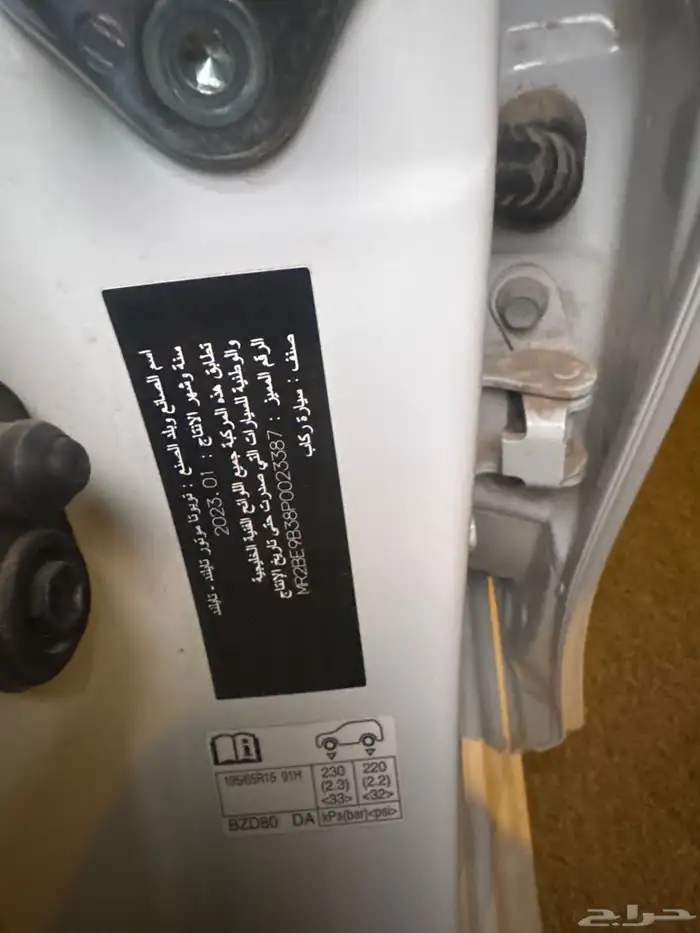 اسم الصانع وبلد الصنع : تويوتا موتور تايلند - تايلند
سنة وشهر الانتاج : 2023.01
تطابق هذه المركبة جميع اللوائح الفنية الخليجية
والوطنية للسيارات التي صدرت حتى تاريخ الإنتاج
الرقم المميز : MR2BE9B38P0023387
صنف : سيارة ركاب
195/65R15 91H
230 220
(2.3) (2.2)
<33> <32>
BZD80 DA kPa(bar)<psi>
حراج